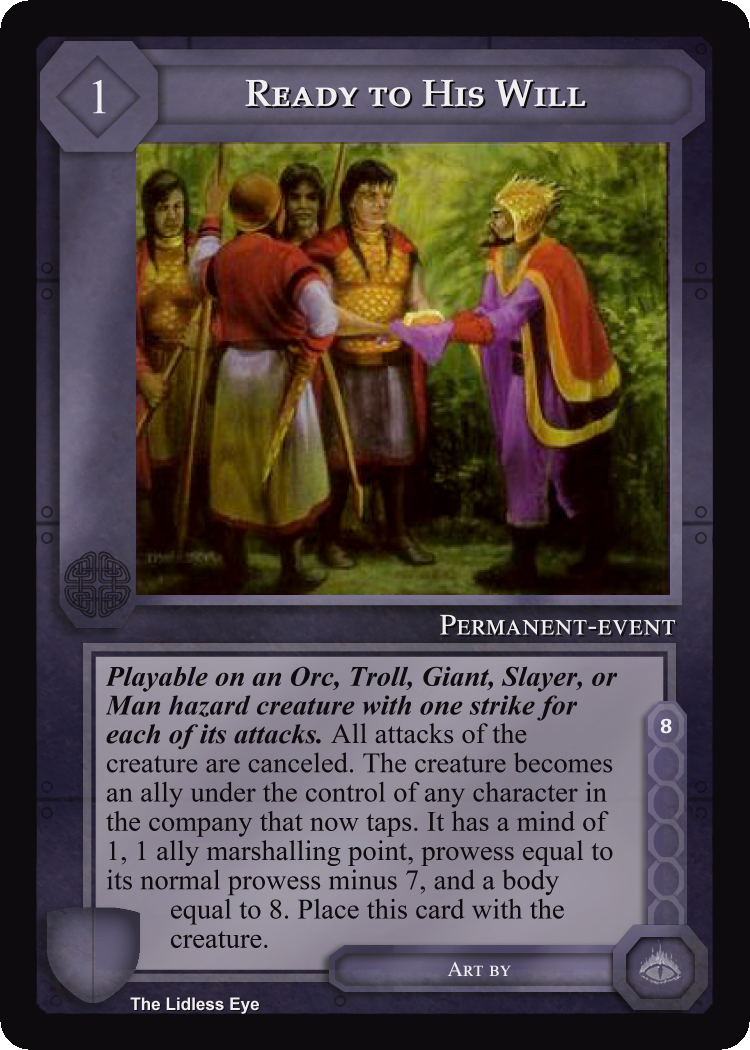 1
Ready to His Will
Permanent-event
Playable on an Orc, Troll, Giant, Slayer, or
Man hazard creature with one strike for
each of its attacks. All attacks of the
creature are canceled. The creature becomes
an ally under the control of any character in
the company that now taps. It has a mind of
1, 1 ally marshalling point, prowess equal to
its normal prowess minus 7, and a body
equal to 8. Place this card with the
creature.
8
Art by
The Lidless Eye